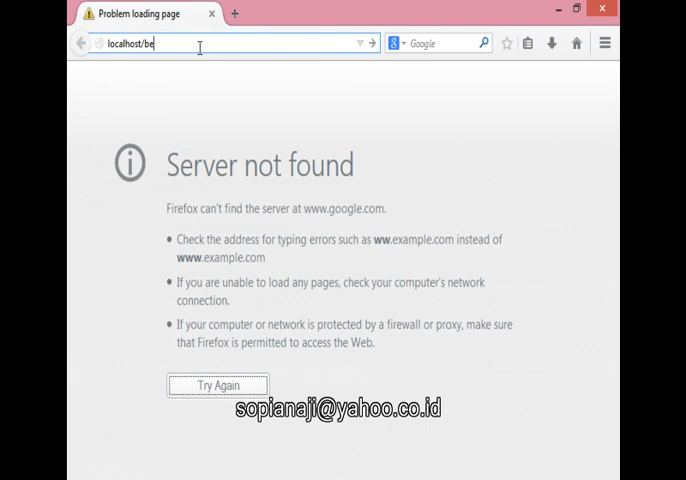 Problem loading page
localhost/be
Google
Server not found
Firefox can't find the server at www.google.com.
Check the address for typing errors such as ww.example.com instead of
www.example.com
If you are unable to load any pages, check your computer's network
connection.
If your computer or network is protected by a firewall or proxy, make sure
that Firefox is permitted to access the Web.
Try Again
sopianaji@yahoo.co.id